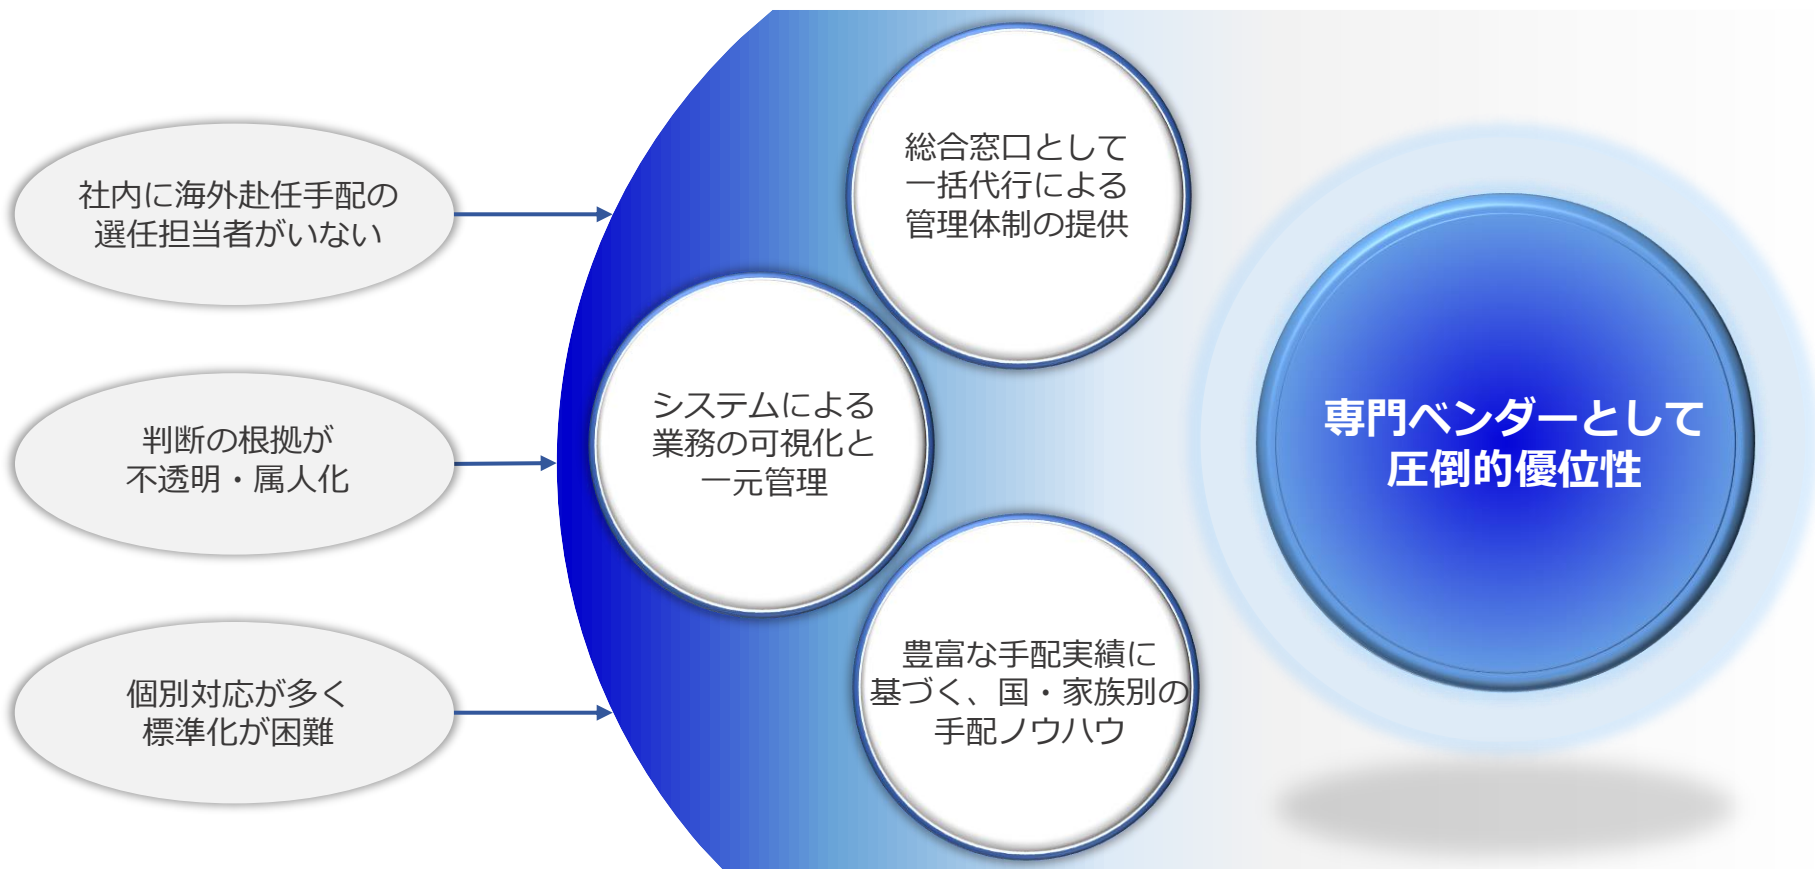 社内に海外赴任手配の
選任担当者がいない
判断の根拠が
不透明・属人化
個別対応が多く
標準化が困難
総合窓口として
一括代行による
管理体制の提供
システムによる
業務の可視化と
一元管理
豊富な手配実績に
基づく、国・家族別の
手配ノウハウ
専門ベンダーとして
圧倒的優位性